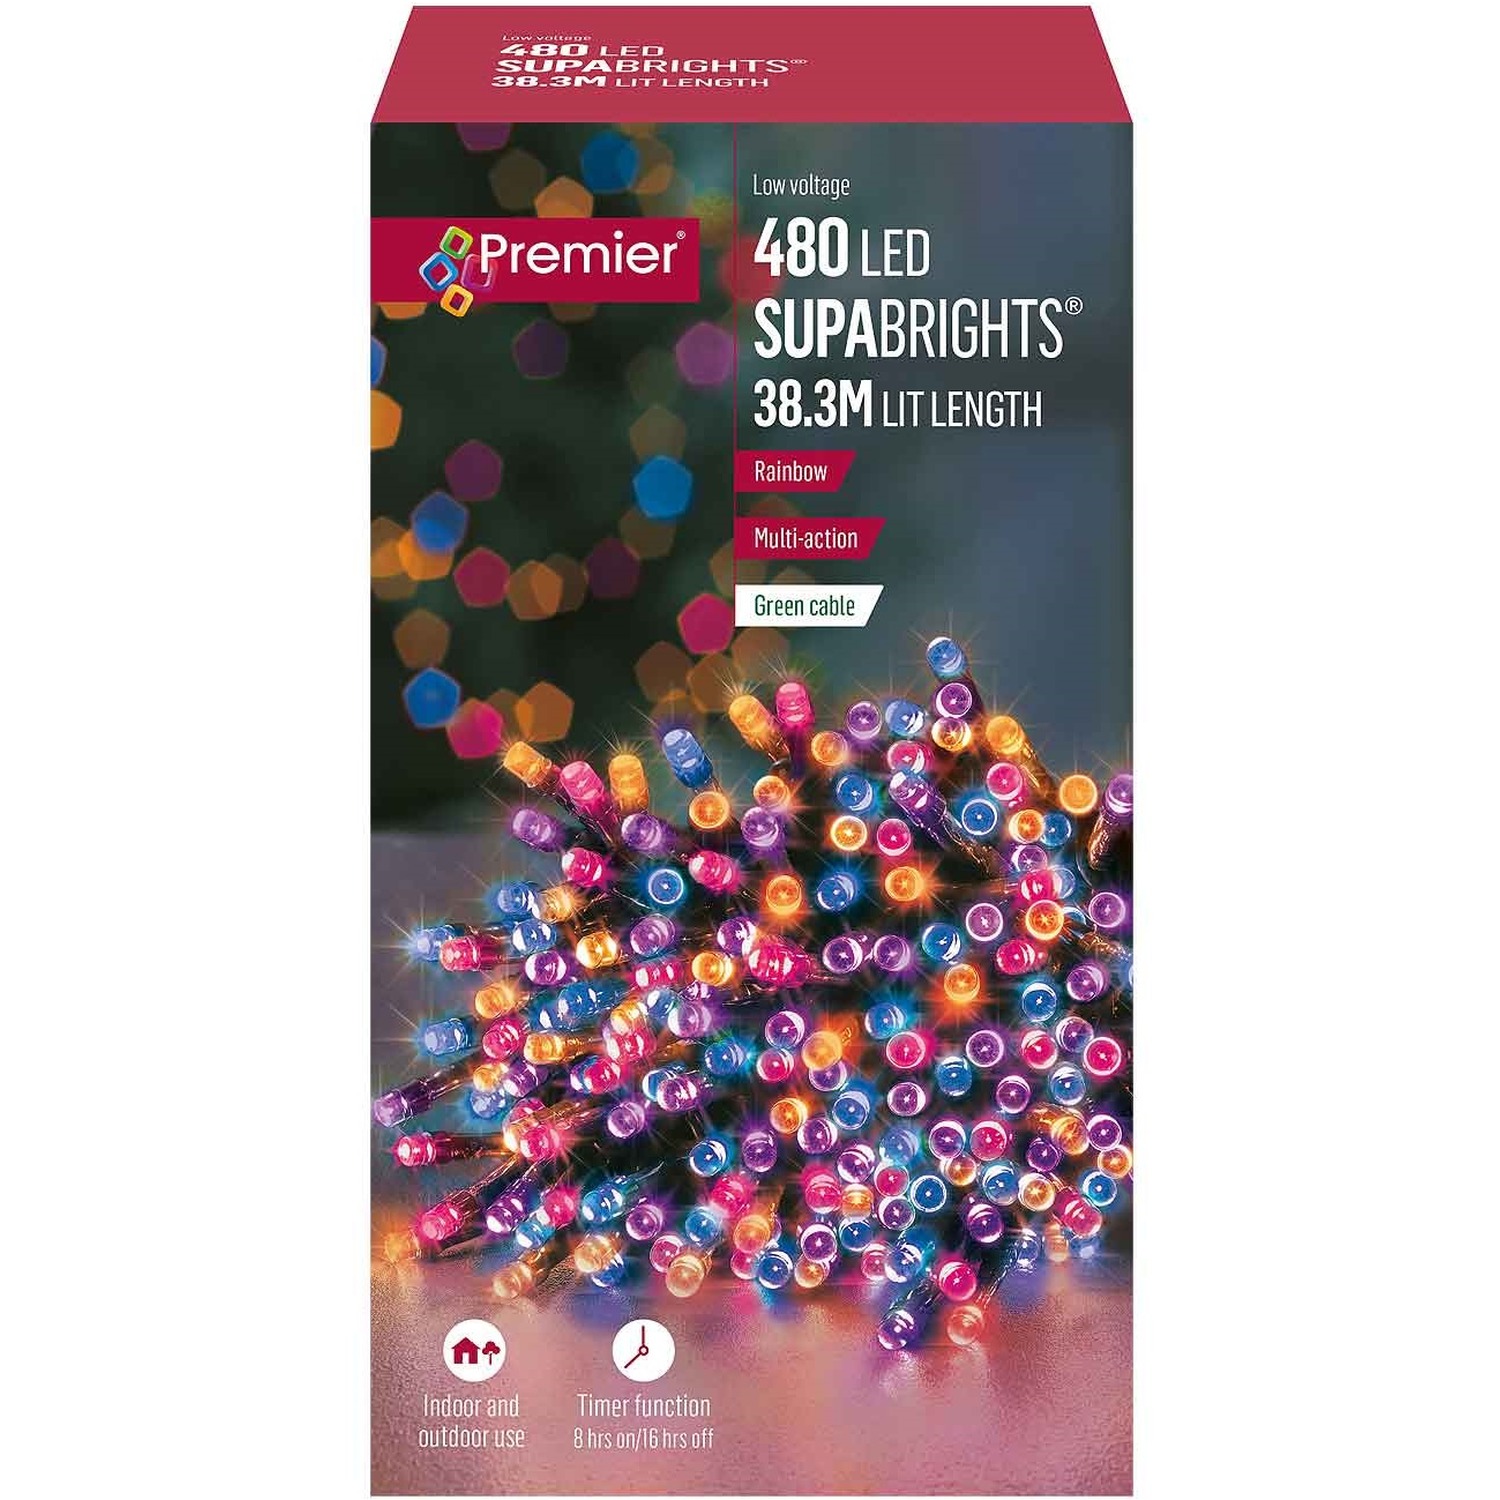 Low voltage
480 LED
SUPABRIGHTS®
38.3M LIT LENGTH
Premier®
Low voltage
480 LED
SUPABRIGHTS®
38.3M LIT LENGTH
Rainbow
Multi-action
Green cable
Indoor and
outdoor use
Timer function
8 hrs on/16 hrs off